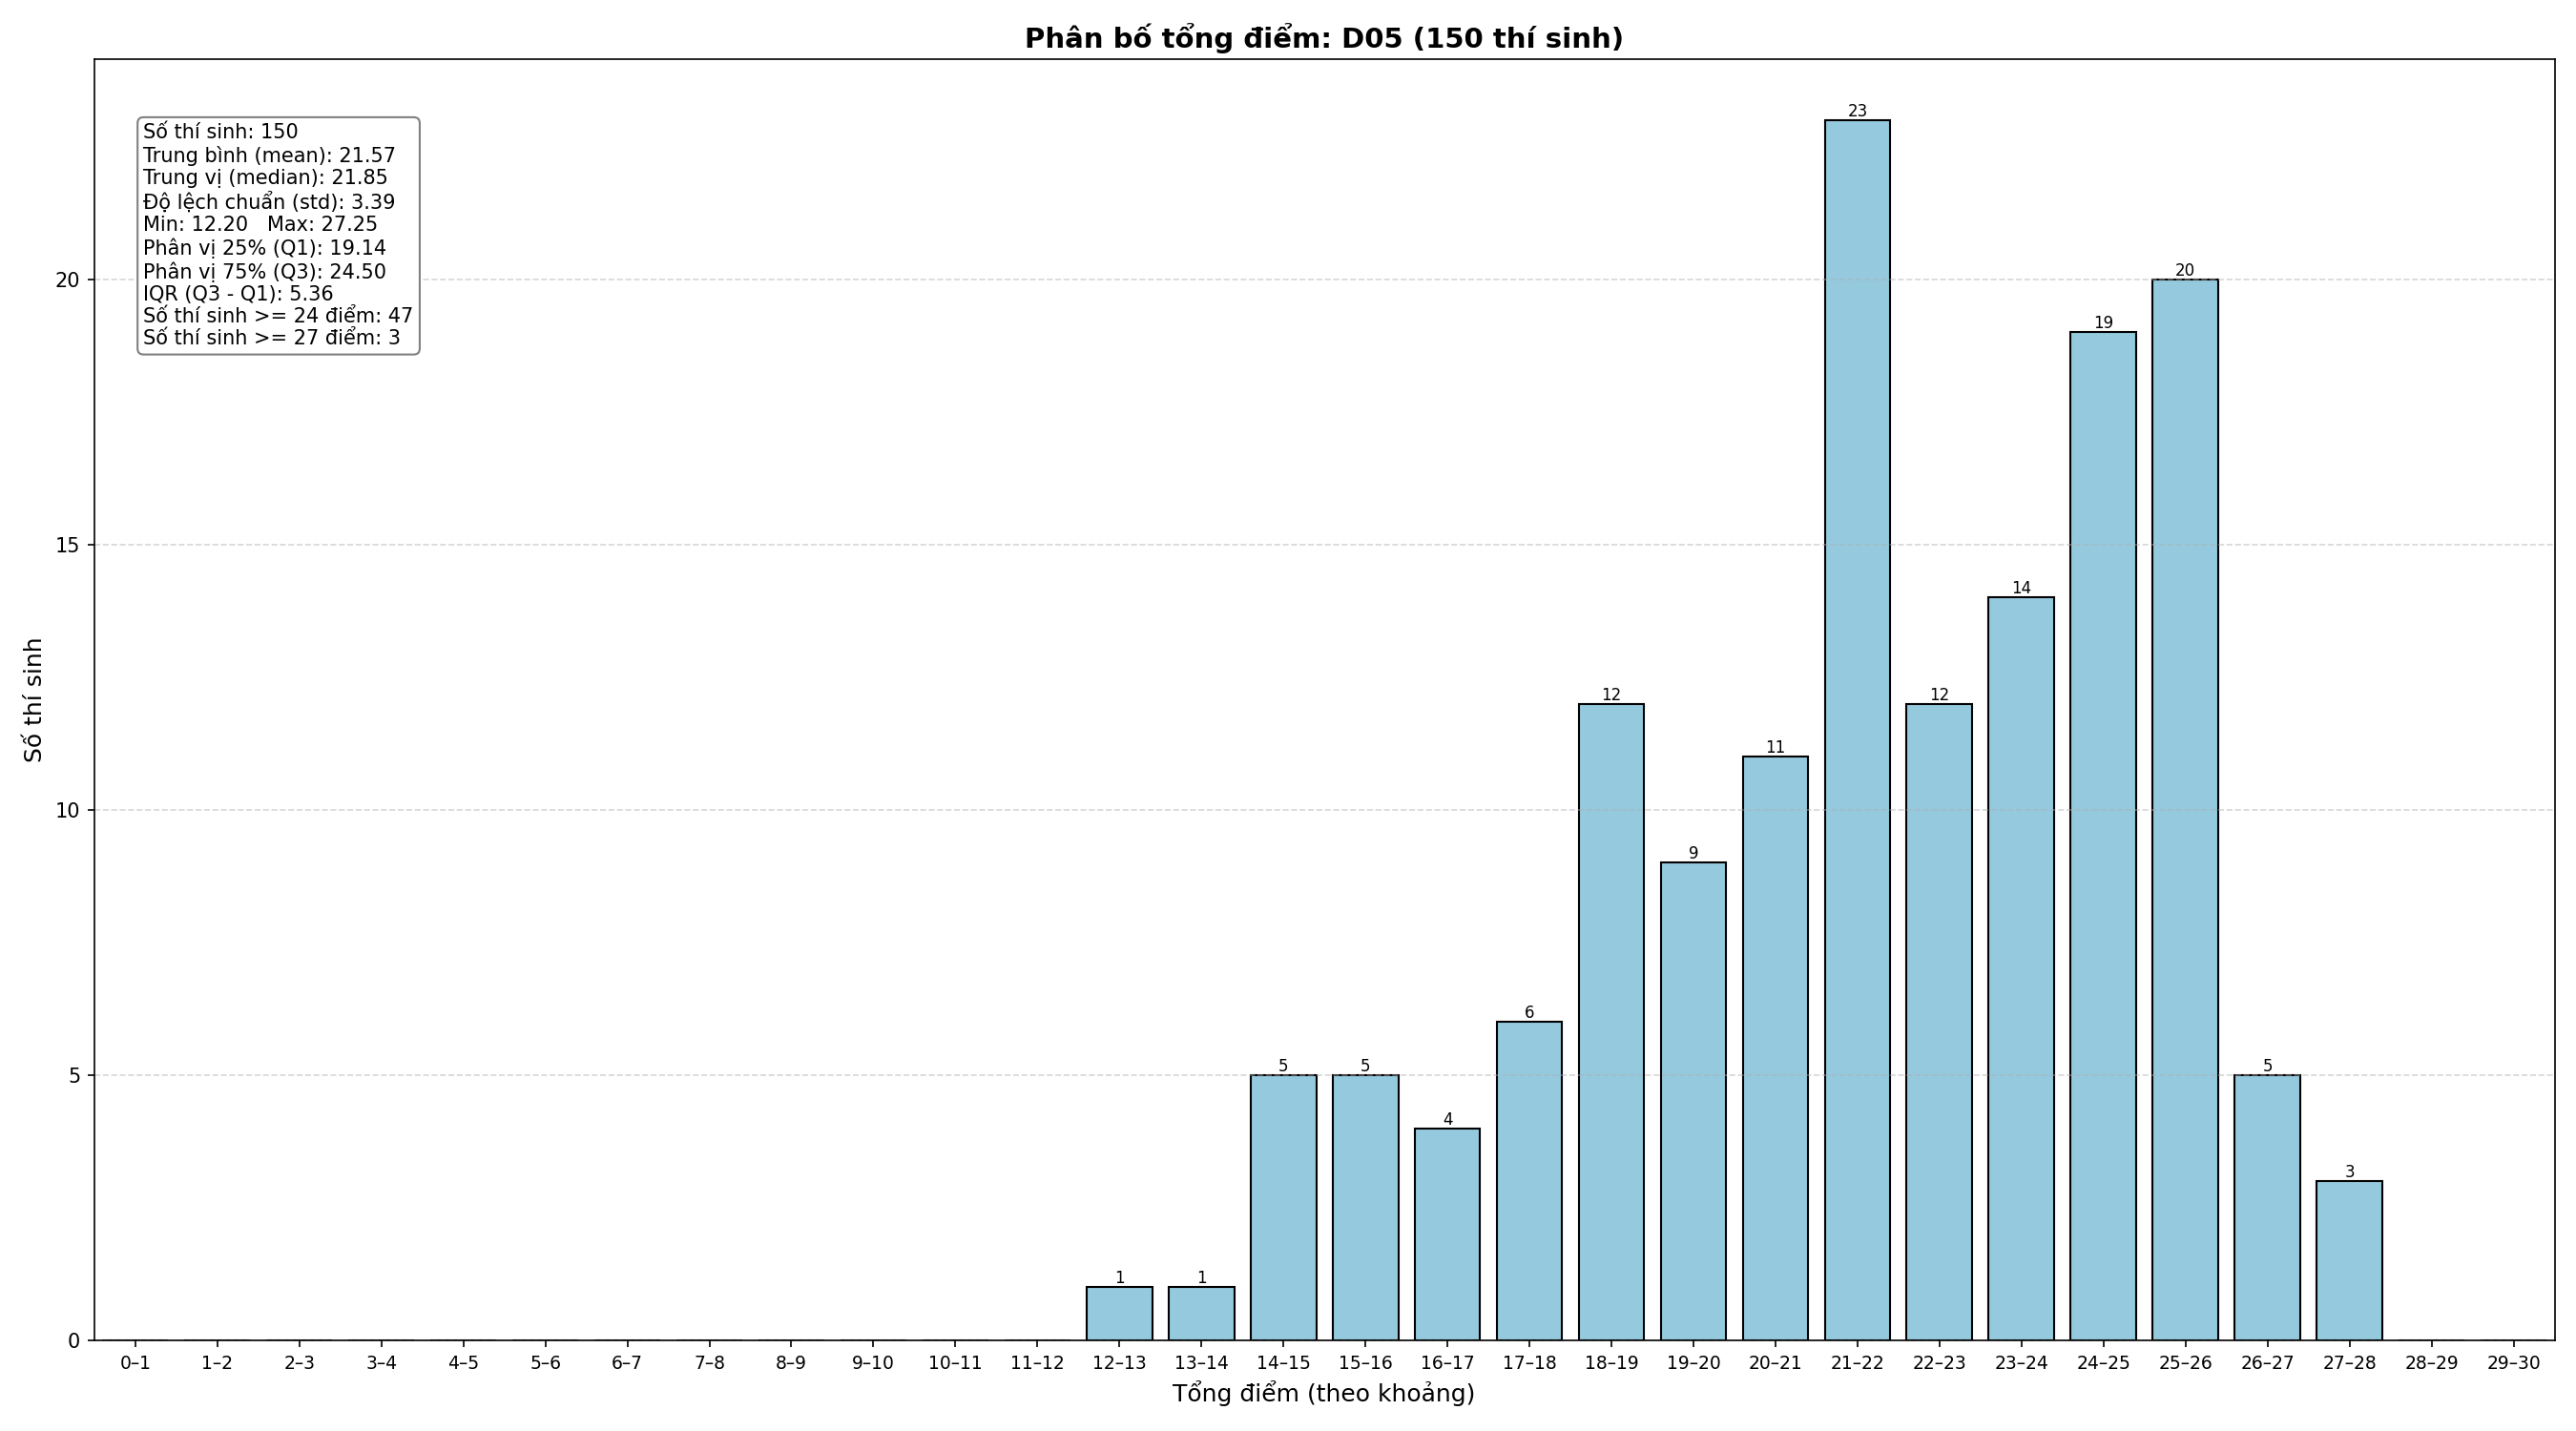 Phân bố tổng điểm: D05 (150 thí sinh)
Số thí sinh: 150
Trung bình (mean): 21.57
Trung vị (median): 21.85
Độ lệch chuẩn (std): 3.39
Min: 12.20   Max: 27.25
Phân vị 25% (Q1): 19.14
Phân vị 75% (Q3): 24.50
IQR (Q3 - Q1): 5.36
Số thí sinh >= 24 điểm: 47
Số thí sinh >= 27 điểm: 3
Số thí sinh
20
15
10
5
0
1
1
5
5
4
6
12
9
11
23
12
14
19
20
5
3
0–1 1–2 2–3 3–4 4–5 5–6 6–7 7–8 8–9 9–10 10–11 11–12 12–13 13–14 14–15 15–16 16–17 17–18 18–19 19–20 20–21 21–22 22–23 23–24 24–25 25–26 26–27 27–28 28–29 29–30
Tổng điểm (theo khoảng)